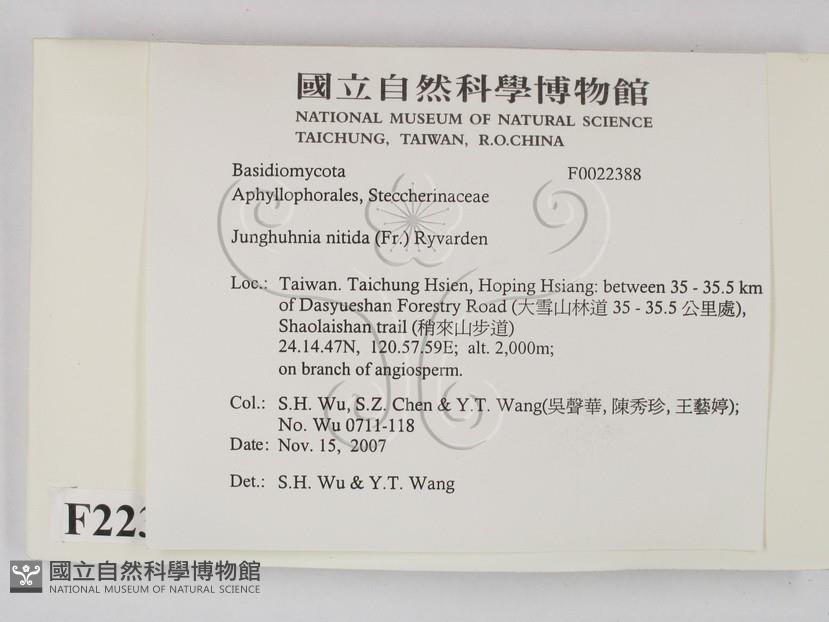 國立自然科學博物館
NATIONAL MUSEUM OF NATURAL SCIENCE
TAICHUNG, TAIWAN, R.O.CHINA
Basidiomycota F0022388
Aphyllophorales, Steccherinaceae
Junghuhnia nitida (Fr.) Ryvarden
Loc.: Taiwan. Taichung Hsien, Hoping Hsiang: between 35 - 35.5 km
of Dasyueshan Forestry Road (大雪山林道 35 - 35.5 公里處),
Shaolaishan trail (稍來山步道)
24.14.47N, 120.57.59E; alt. 2,000m;
on branch of angiosperm.
Col.: S.H. Wu, S.Z. Chen & Y.T. Wang(吳聲華, 陳秀珍, 王藝婷);
No. Wu 0711-118
Date: Nov. 15, 2007
Det.: S.H. Wu & Y.T. Wang
F22
國立自然科學博物館
NATIONAL MUSEUM OF NATURAL SCIENCE